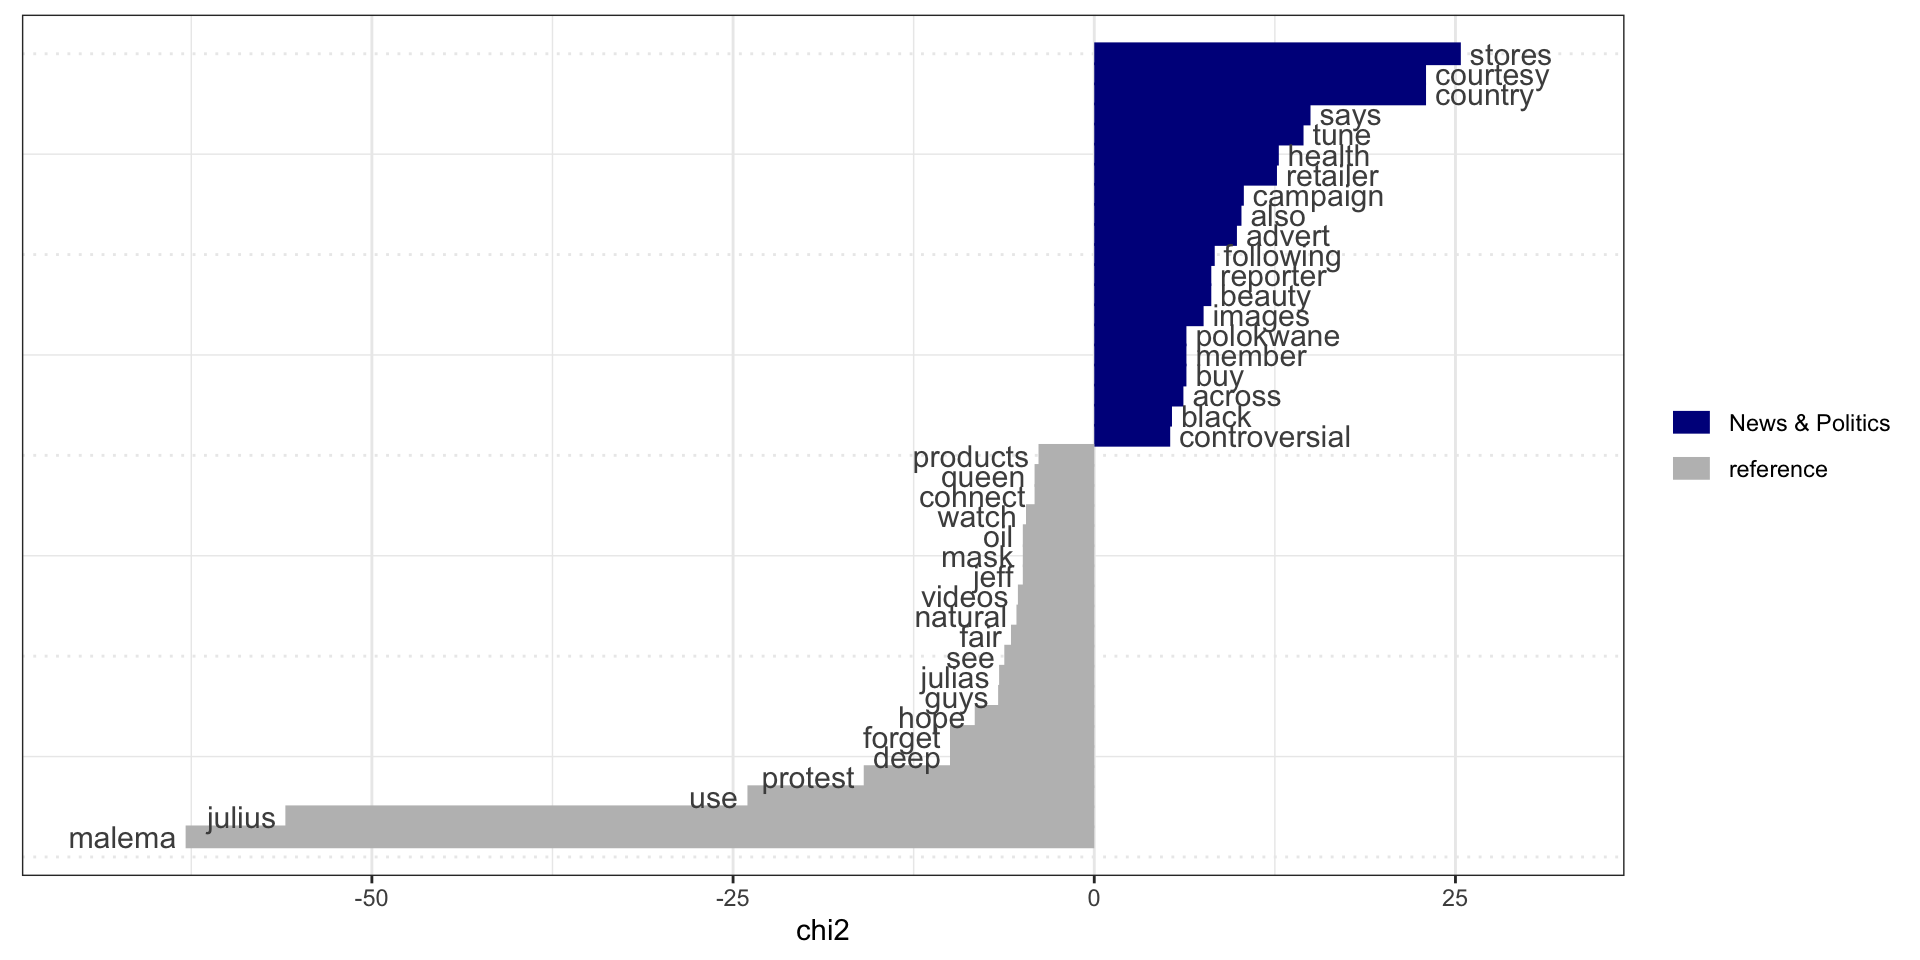 stores
courtesy
country
says
tune
health
retailer
campaign
also
advert
following
reporter
beauty
images
polokwane
member
buy
across
black
controversial
products
queen
connect
watch
oil
mask
jeff
videos
natural
fair
see
julias
guys
hope
forget
deep
protest
use
julius
malema
-50 -25 0 25
chi2
News & Politics
reference